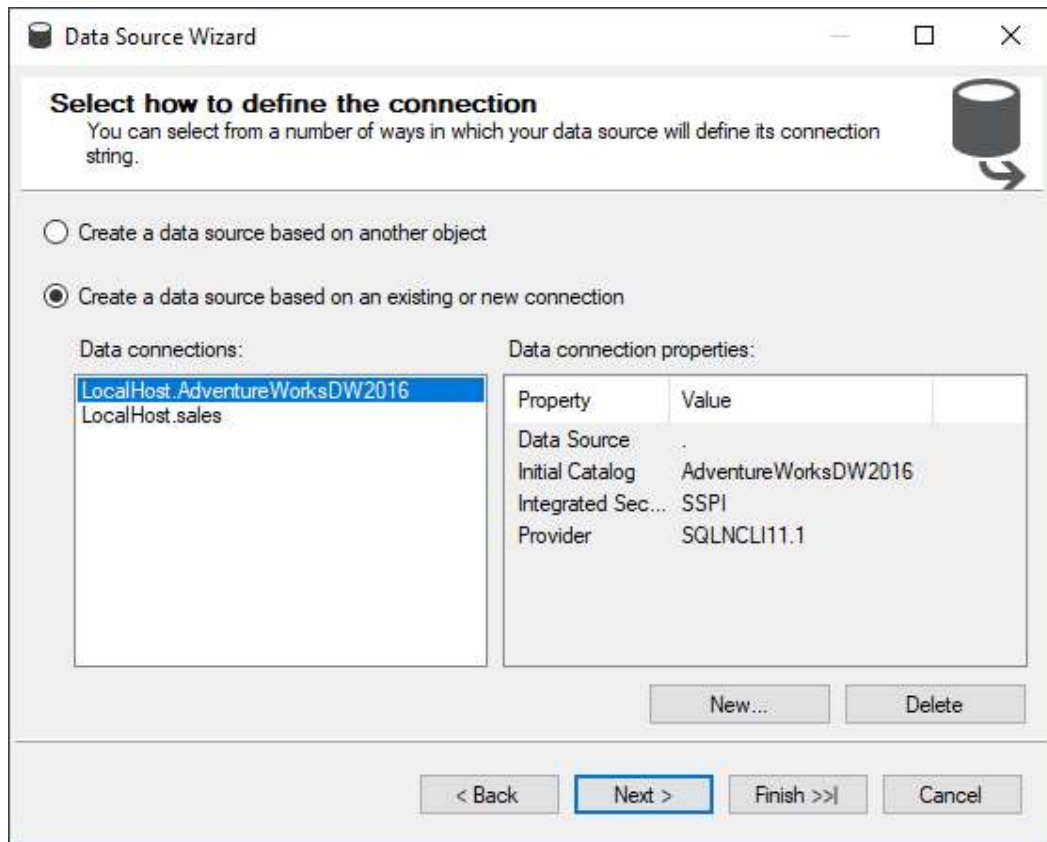 Data Source Wizard
Select how to define the connection
You can select from a number of ways in which your data source will define its connection
string.
Create a data source based on another object
Create a data source based on an existing or new connection
Data connections:
LocalHost.AdventureWorksDW2016
LocalHost.sales
Data connection properties:
Property Value
Data Source .
Initial Catalog AdventureWorksDW2016
Integrated Sec... SSPI
Provider SQLNCLI11.1
New... Delete
< Back Next > Finish >>| Cancel